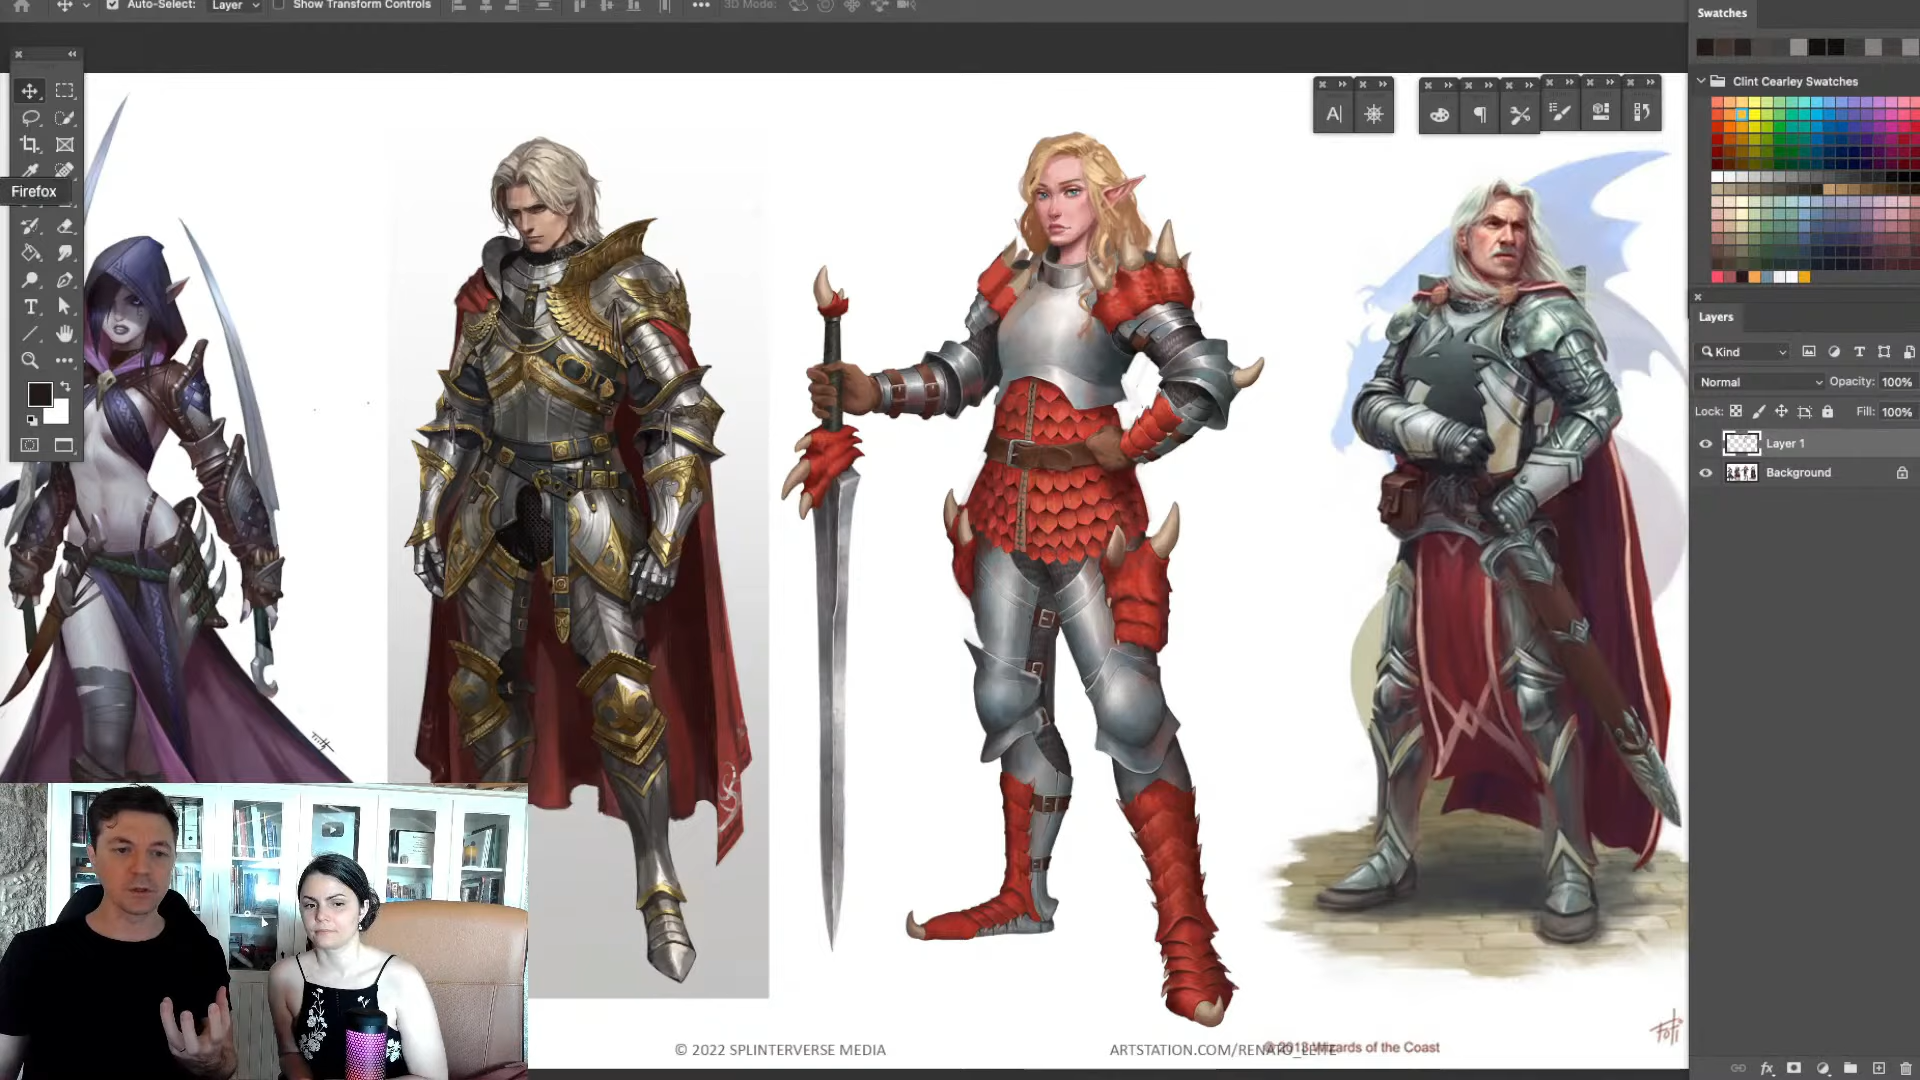 Auto-Select:
Layer
Show Transform Controls
3D Mode:
Swatches
Clint Cearley Swatches
Firefox
Layers
Kind
Normal
Opacity: 100%
Lock:
Fill: 100%
Layer 1
Background
© 2022 SPLINTERVERSE MEDIA
ARTSTATION.COM/RENATO_LEITE
Wizards of the Coast